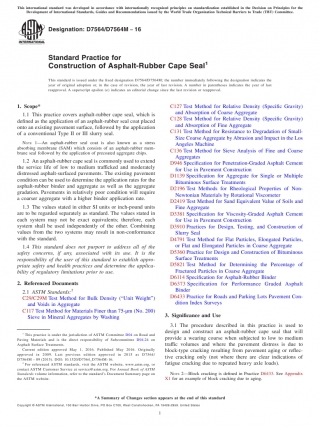 This international standard was developed in accordance with internationally recognized principles on standardization established in the Decision on Principles for the
Development of International Standards, Guides and Recommendations issued by the World Trade Organization Technical Barriers to Trade (TBT) Committee.
Designation: D7564/D7564M − 16
INTERNATIONAL
Standard Practice for
Construction of Asphalt-Rubber Cape Seal1
This standard is issued under the fixed designation D7564/D7564M; the number immediately following the designation indicates the
year of original adoption or, in the case of revision, the year of last revision. A number in parentheses indicates the year of last
reapproval. A superscript epsilon (ε) indicates an editorial change since the last revision or reapproval.
1. Scope*
1.1 This practice covers asphalt-rubber cape seal, which is
defined as the application of an asphalt-rubber seal coat placed
onto an existing pavement surface, followed by the application
of a conventional Type II or III slurry seal.
NOTE 1—An asphalt-rubber seal coat is also known as a stress-
absorbing membrane (SAM) which consists of an asphalt-rubber mem-
brane seal followed by the application of precoated aggregate chips.
1.2 An asphalt-rubber cape seal is commonly used to extend
the service life of low to medium trafficked and moderately
distressed asphalt-surfaced pavements. The existing pavement
condition can be used to determine the application rates for the
asphalt-rubber binder and aggregate as well as the aggregate
gradation. Pavements in relatively poor condition will require
a coarser aggregate with a higher binder application rate.
1.3 The values stated in either SI units or inch-pound units
are to be regarded separately as standard. The values stated in
each system may not be exact equivalents; therefore, each
system shall be used independently of the other. Combining
values from the two systems may result in non-conformance
with the standard.
1.4 This standard does not purport to address all of the
safety concerns, if any, associated with its use. It is the
responsibility of the user of this standard to establish appro-
priate safety and health practices and determine the applica-
bility of regulatory limitations prior to use.
2. Referenced Documents
2.1 ASTM Standards:2
C29/C29M Test Method for Bulk Density (“Unit Weight”)
and Voids in Aggregate
C117 Test Method for Materials Finer than 75-μm (No. 200)
Sieve in Mineral Aggregates by Washing
1 This practice is under the jurisdiction of ASTM Committee D04 on Road and
Paving Materials and is the direct responsibility of Subcommittee D04.24 on
Asphalt Surface Treatments.
Current edition approved May 1, 2016. Published May 2016. Originally
approved in 2009. Last previous edition approved in 2015 as D7564/
2 For referenced ASTM standards, visit the ASTM website, www.astm.org, or
contact ASTM Customer Service at service@astm.org. For Annual Book of ASTM
Standards volume information, refer to the standard’s Document Summary page on
the ASTM website.
C127 Test Method for Relative Density (Specific Gravity)
and Absorption of Coarse Aggregate
C128 Test Method for Relative Density (Specific Gravity)
and Absorption of Fine Aggregate
C131 Test Method for Resistance to Degradation of Small-
Size Coarse Aggregate by Abrasion and Impact in the Los
Angeles Machine
C136 Test Method for Sieve Analysis of Fine and Coarse
Aggregates
D946 Specification for Penetration-Graded Asphalt Cement
for Use in Pavement Construction
D1139 Specification for Aggregate for Single or Multiple
Bituminous Surface Treatments
D2196 Test Methods for Rheological Properties of Non-
Newtonian Materials by Rotational Viscometer
D2419 Test Method for Sand Equivalent Value of Soils and
Fine Aggregate
D3381 Specification for Viscosity-Graded Asphalt Cement
for Use in Pavement Construction
D3910 Practices for Design, Testing, and Construction of
Slurry Seal
D4791 Test Method for Flat Particles, Elongated Particles,
or Flat and Elongated Particles in Coarse Aggregate
D5360 Practice for Design and Construction of Bituminous
Surface Treatments
D5821 Test Method for Determining the Percentage of
Fractured Particles in Coarse Aggregate
D6114 Specification for Asphalt-Rubber Binder
D6373 Specification for Performance Graded Asphalt
Binder
D6433 Practice for Roads and Parking Lots Pavement Con-
dition Index Surveys
3. Significance and Use
3.1 The procedure described in this practice is used to
design and construct an asphalt-rubber cape seal that will
provide a wearing course when subjected to low to medium
traffic volumes and where the pavement distress is due to
block-type cracking resulting from pavement aging or reflec-
tive cracking only (not where there are clear indications of
fatigue cracking due to repeated heavy axle loads).
NOTE 2—Block cracking is defined in Practice D6433. See Appendix
X1 for an example of block cracking due to aging.
*A Summary of Changes section appears at the end of this standard
Copyright © ASTM International, 100 Barr Harbor Drive, PO Box C700, West Conshohocken, PA 19428-2959. United States
1